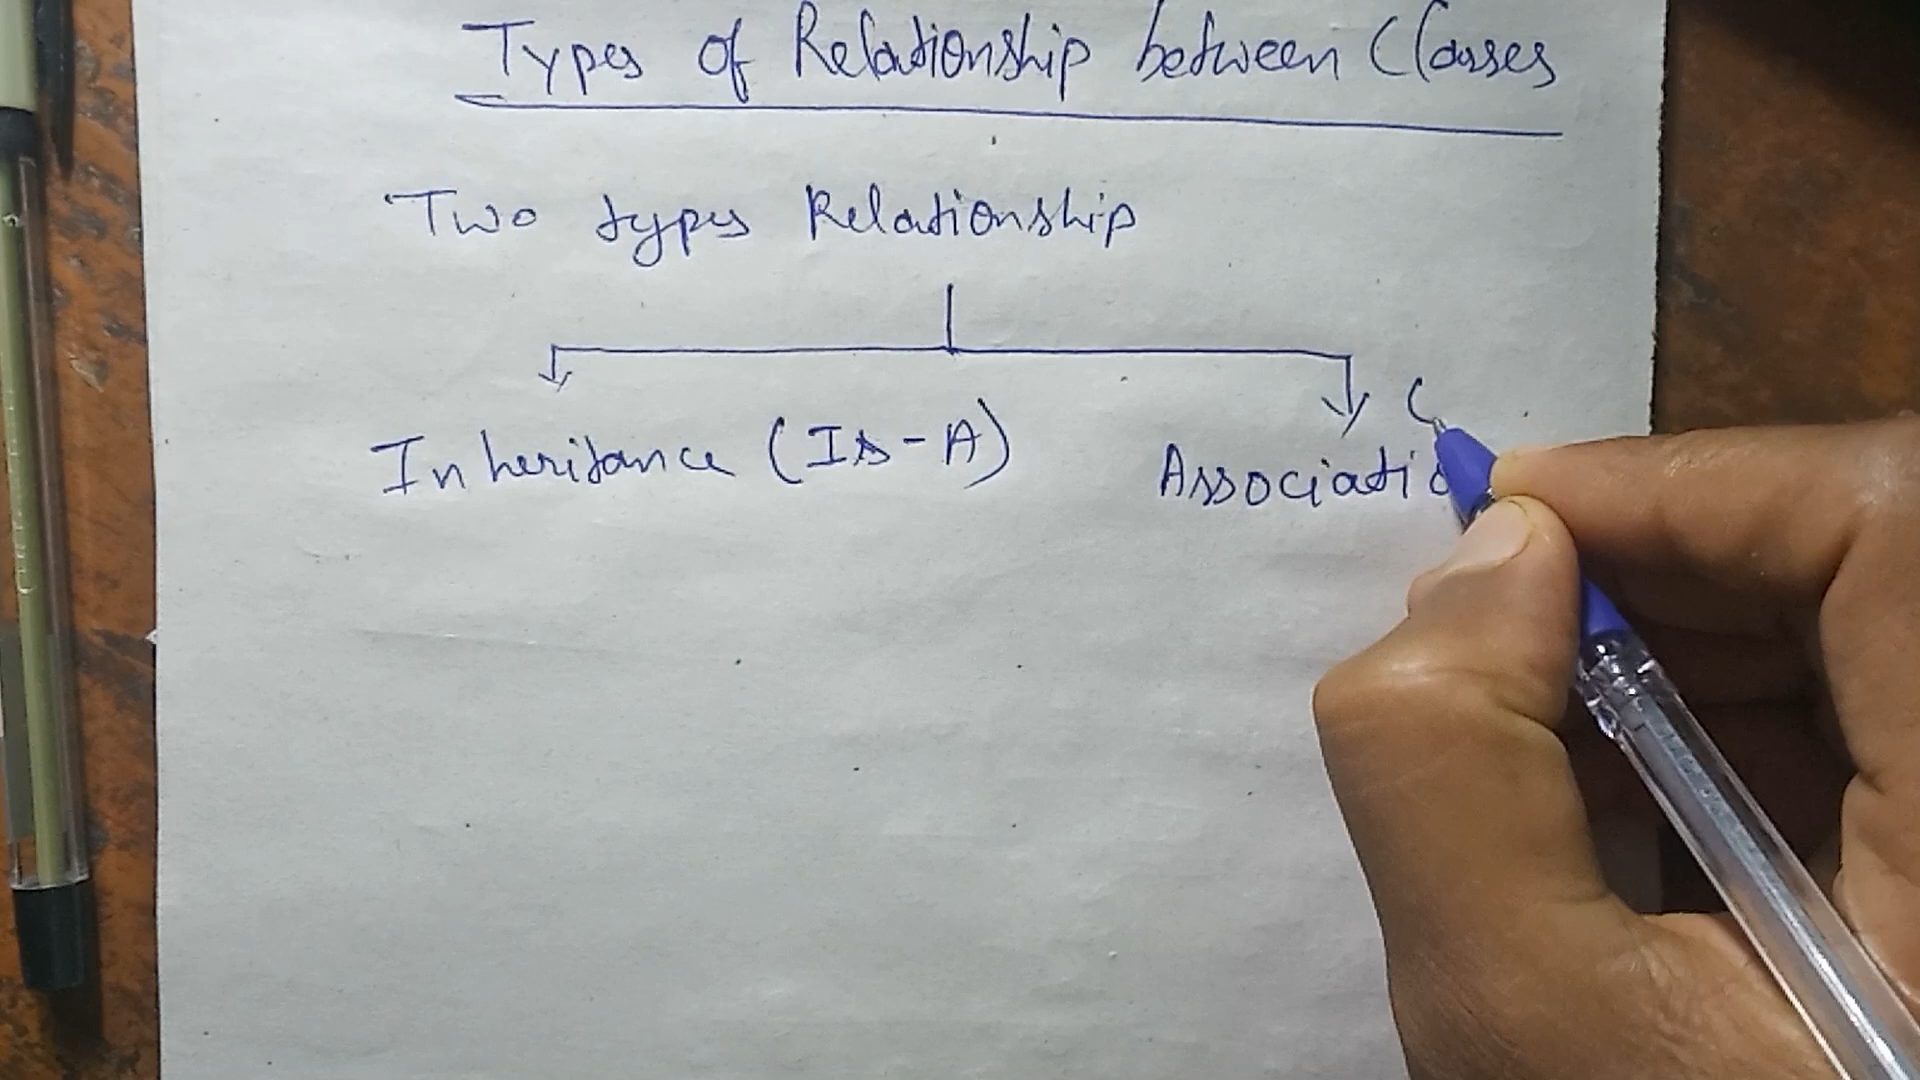 Types of Relationship between Classes
Two types Relationship
Inheritance (Is-A)
Associatio
(